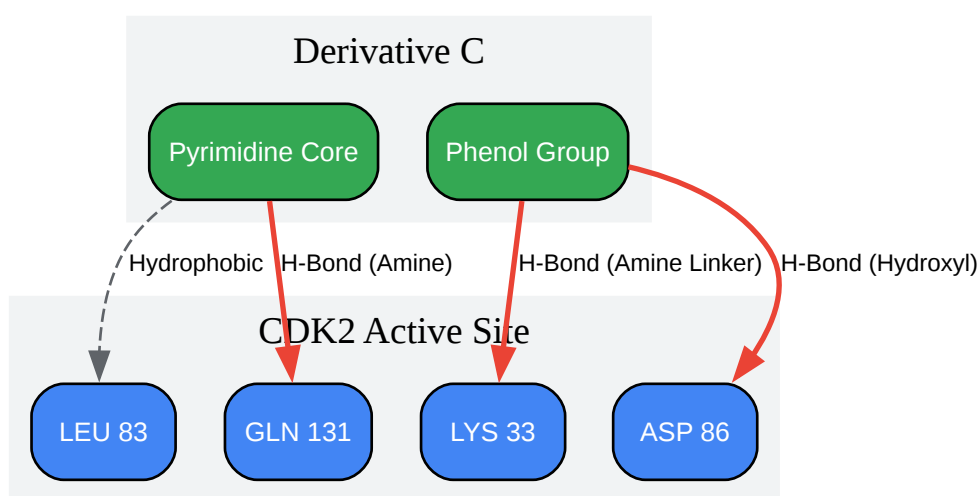 Derivative C
Pyrimidine Core
Phenol Group
Hydrophobic
H-Bond (Amine)
H-Bond (Amine Linker)
H-Bond (Hydroxyl)
CDK2 Active Site
LEU 83
GLN 131
LYS 33
ASP 86